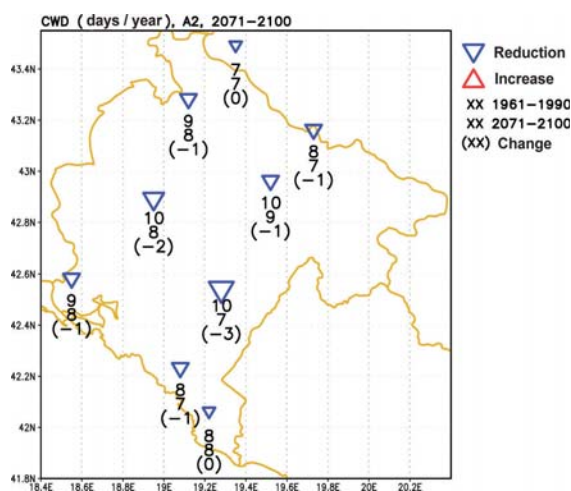 CWD (days / year), A2, 2071-2100
43.4N
43.2N
43N
42.8N
42.6N
42.4N
42.2N
42N
41.8N
7
7
(0)
9
8
(-1)
8
7
(-1)
10
8
(-2)
10
9
(-1)
9
8
(-1)
10
7
(-3)
8
7
(-1)
8
8
(0)
18.4E 18.6E 18.8E 19E 19.2E 19.4E 19.6E 19.8E 20E 20.2E
Reduction
Increase
XX 1961-1990
XX 2071-2100
(XX) Change